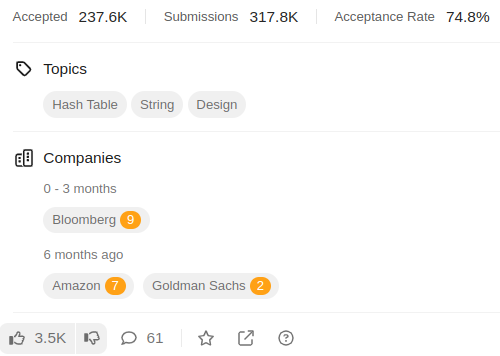 Accepted 237.6K Submissions 317.8K Acceptance Rate 74.8%
Topics
Hash Table String Design
Companies
0 - 3 months
Bloomberg 9
6 months ago
Amazon 7 Goldman Sachs 2
3.5K 61